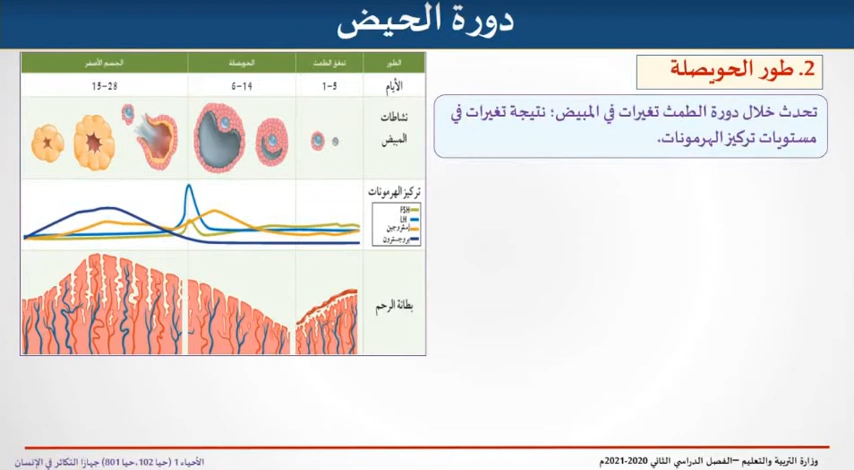 دورة الحيض
2. طور الحويصلة
تحدث خلال دورة الطمث تغيرات في المبيض؛ نتيجة تغيرات في
مستويات تركيز الهرمونات.
الطور
تدفق الطمث
الحويصلة
الجسم الأصفر
الأيام
1-5
6-14
15-28
نشاطات
المبيض
تركيز الهرمونات
FSH
LH
إستروجين
بروجسترون
بطانة الرحم
وزارة التربية والتعليم –الفصل الدراسي الثاني 2020-2021م
الأحياء 1 (حيا 102، حيا 801) جهازا التكاثر في الإنسان